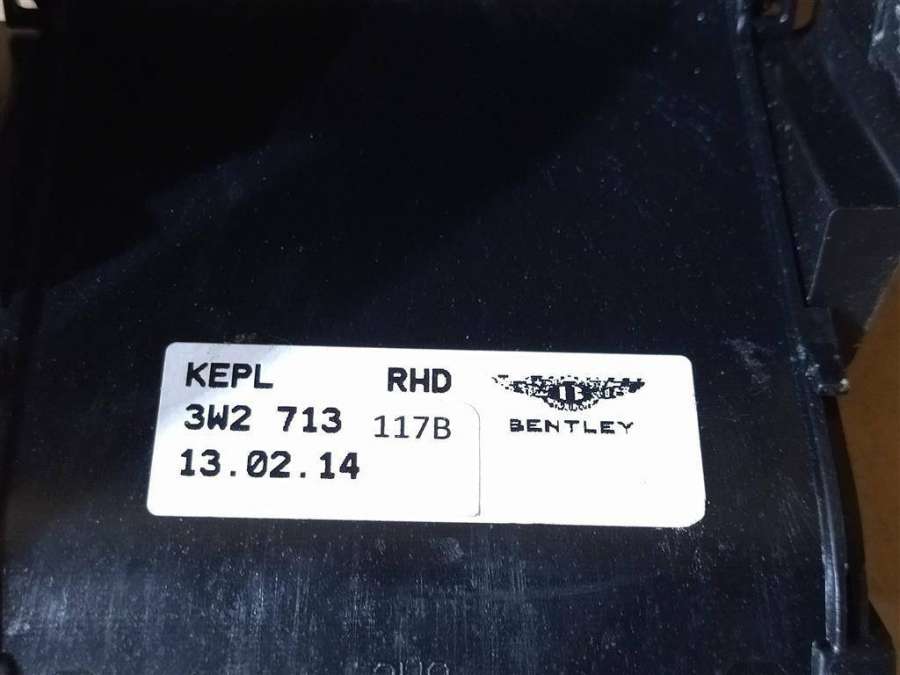 KEPL RHD
3W2 713 117B
13.02.14
B
BENTLEY